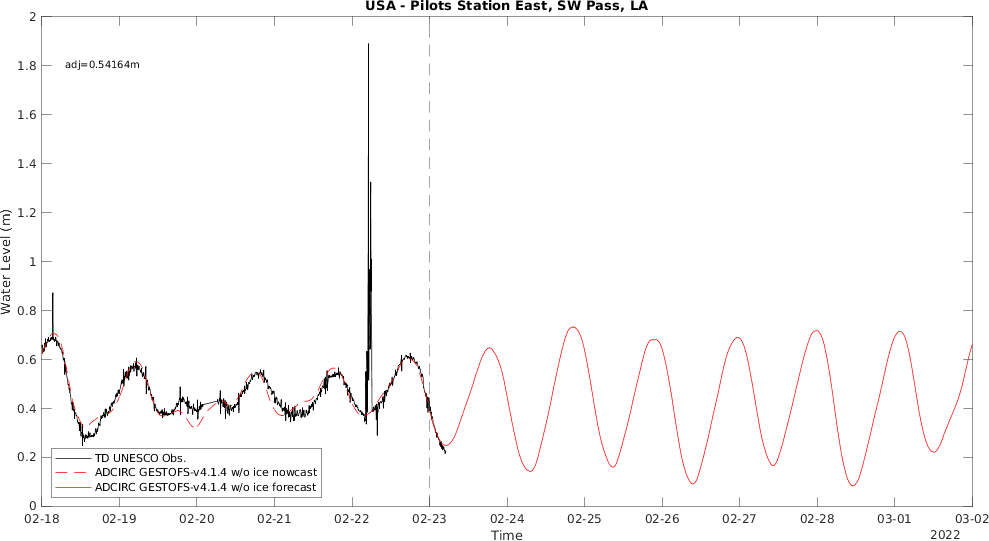 USA - Pilots Station East, SW Pass, LA
2
1.8
1.6
1.4
1.2
1
0.8
0.6
0.4
0.2
0
adj=0.54164m
Water Level (m)
TD UNESCO Obs.
ADCIRC GESTOFS-v4.1.4 w/o ice nowcast
ADCIRC GESTOFS-v4.1.4 w/o ice forecast
02-18 02-19 02-20 02-21 02-22 02-23 02-24 02-25 02-26 02-27 02-28 03-01 03-02
Time
2022